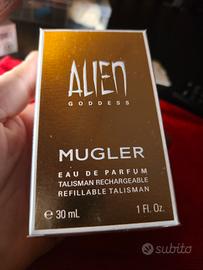 ALIEN
GODDESS
MUGLER
EAU DE PARFUM
TALISMAN RECHARGEABLE
REFILLABLE TALISMAN
℮ 30 mL 1 Fl. Oz.
subito